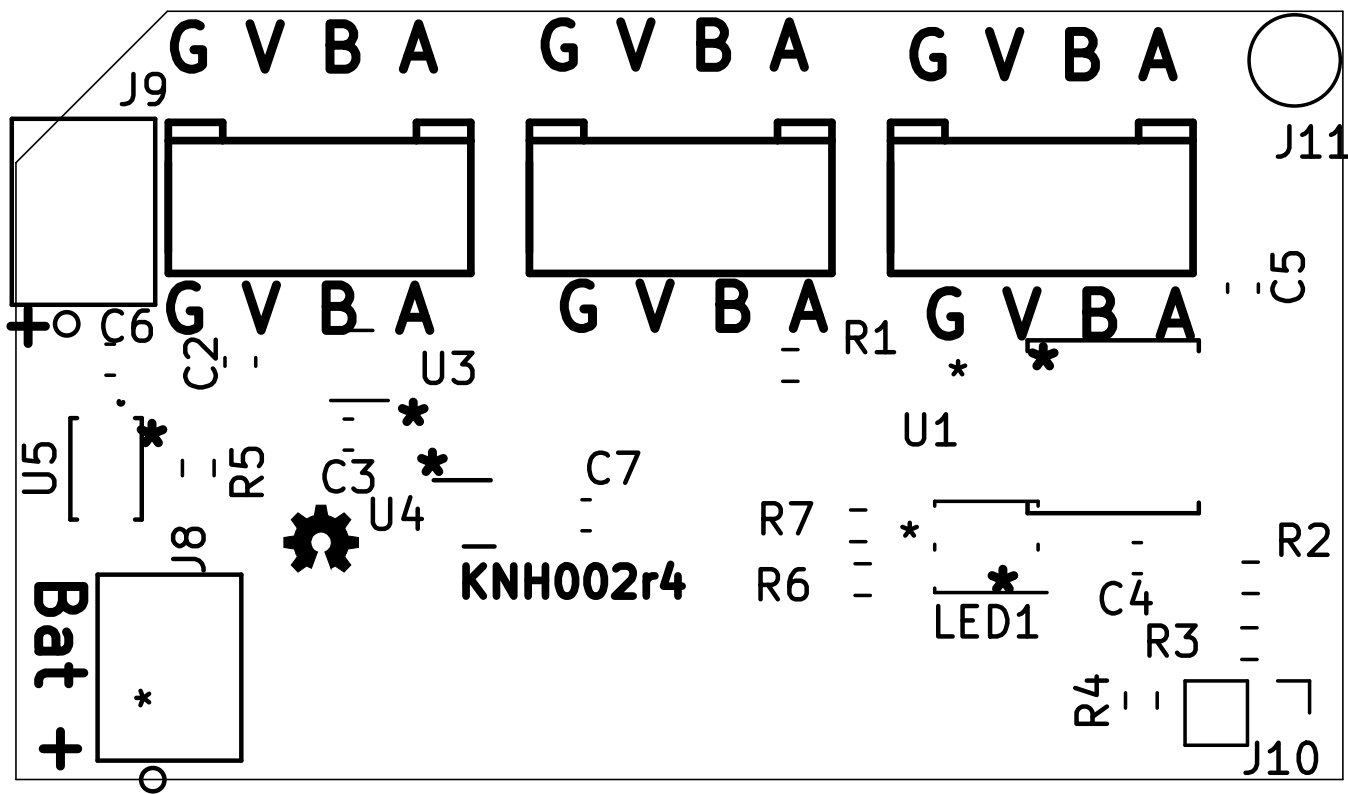 G V B A G V B A G V B A
J9
J11
C5
G V B A G V B A G V B A
+ C6
R1
C2
U3
*
*
*
U1
*
U5
R5
*
C3
C7
U4
R7
*
R2
J8
KNH002r4
R6
*
C4
LED1
R3
Bat +
*
R4
J10